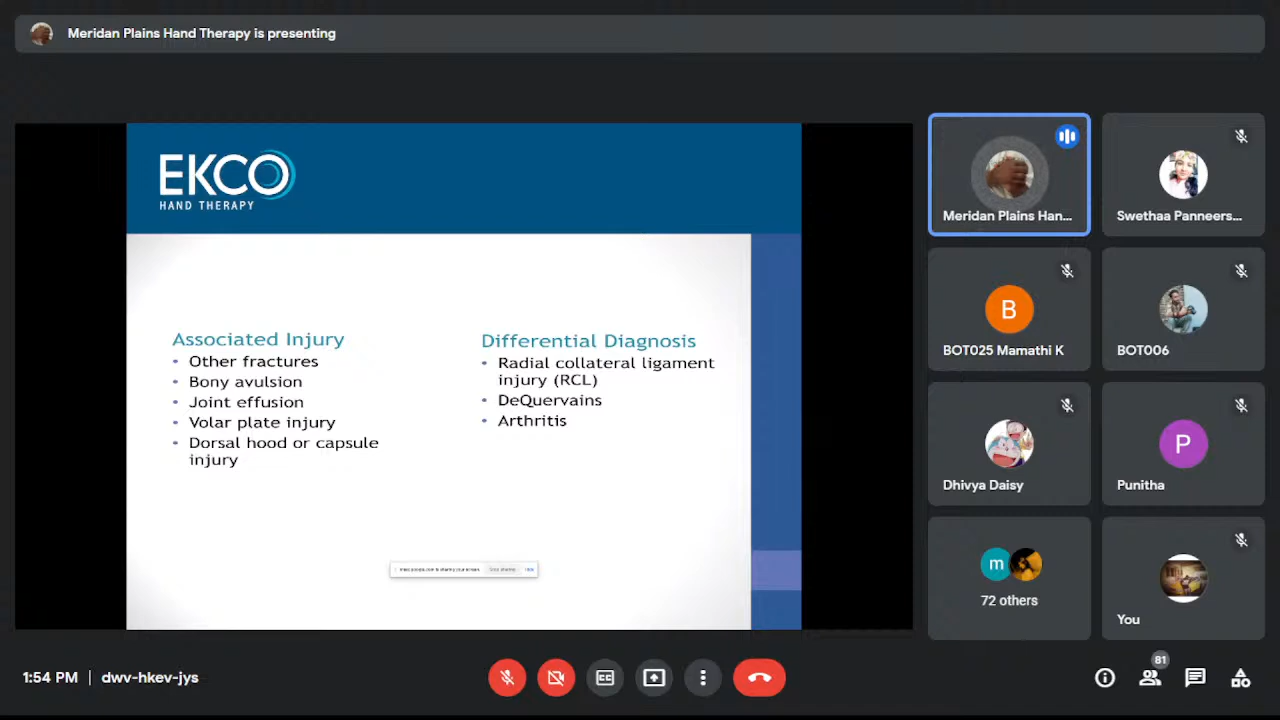 Meridan Plains Hand Therapy is presenting
EKCO
HAND THERAPY
Associated Injury
• Other fractures
• Bony avulsion
• Joint effusion
• Volar plate injury
• Dorsal hood or capsule
injury
Differential Diagnosis
• Radial collateral ligament
injury (RCL)
• DeQuervains
• Arthritis
Meridan Plains Han...
Swethaa Panneers...
B
BOT025 Mamathi K
BOT006
Dhivya Daisy
P
Punitha
m
72 others
You
1:54 PM | dwv-hkev-jys
CC
81